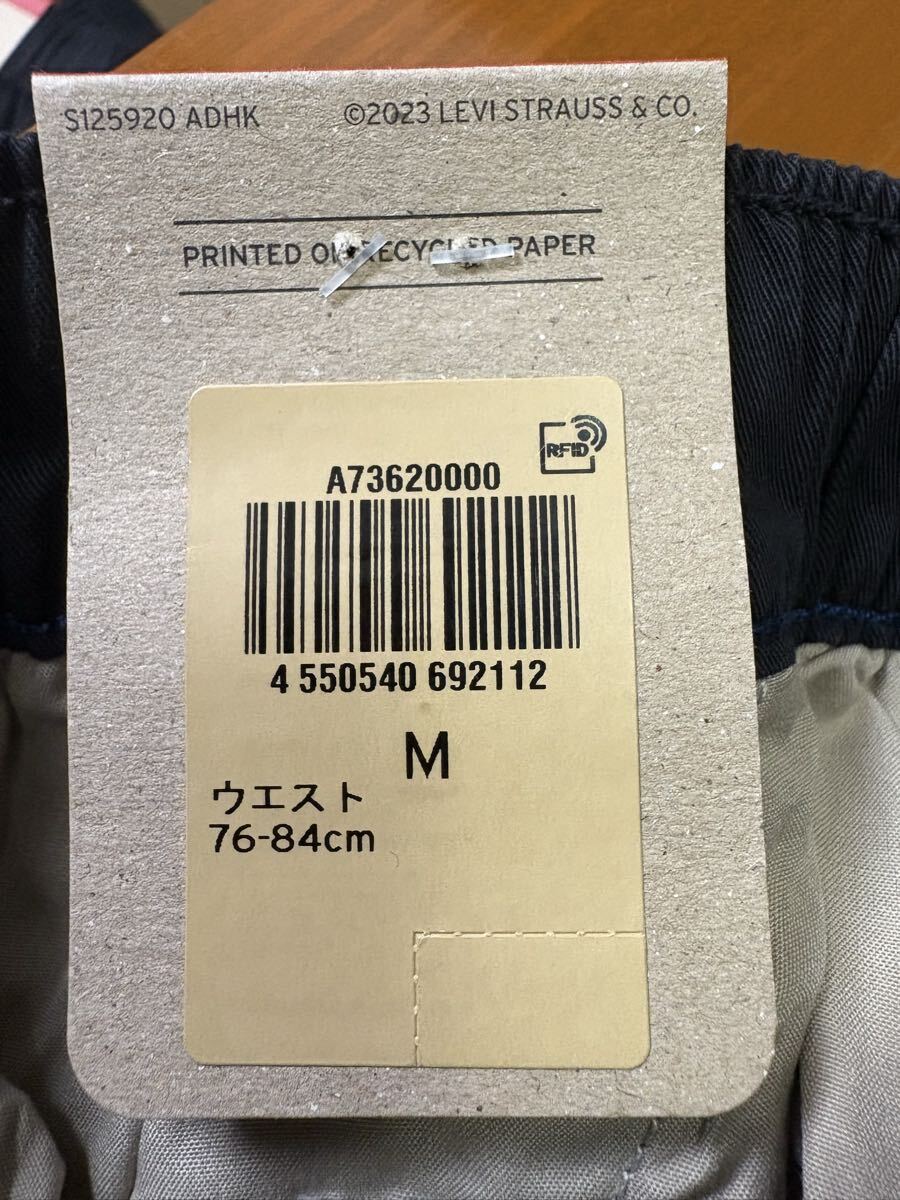 S125920 ADHK ©2023 LEVI STRAUSS & CO.
PRINTED ON RECYCLED PAPER
RFID
A73620000
4 550540 692112
M
ウエスト
76-84cm